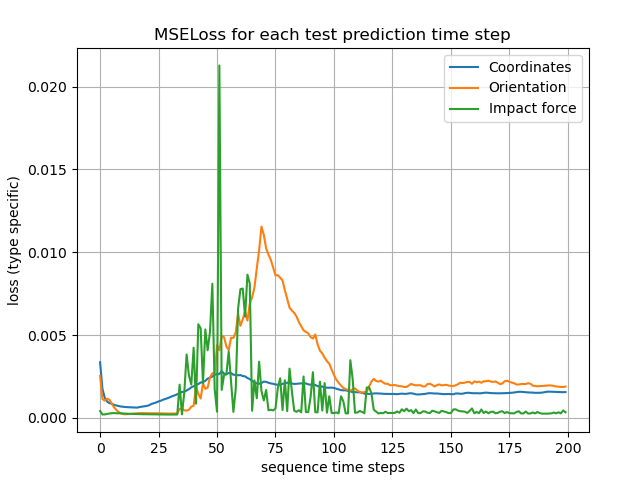 MSELoss for each test prediction time step
Coordinates
Orientation
Impact force
loss (type specific)
0.020
0.015
0.010
0.005
0.000
0 25 50 75 100 125 150 175 200
sequence time steps